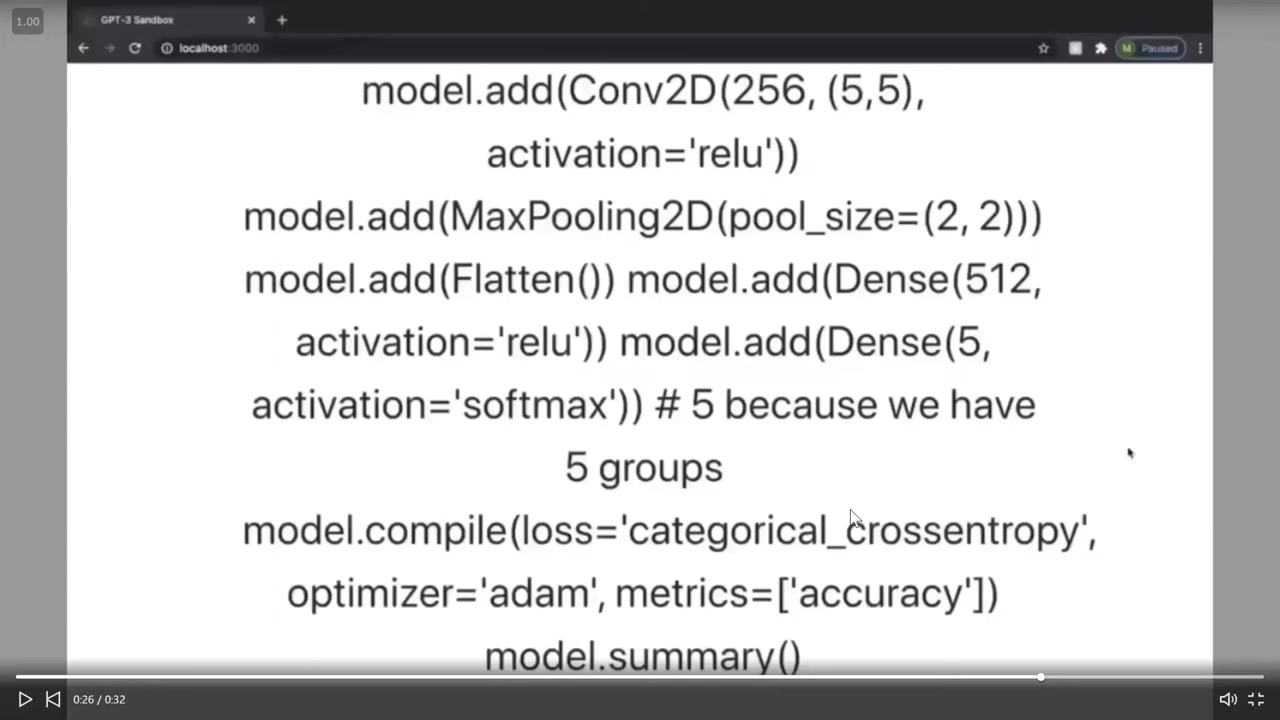 1.00
GPT-3 Sandbox
localhost:3000
M Paused
model.add(Conv2D(256, (5,5),
activation='relu'))
model.add(MaxPooling2D(pool_size=(2, 2)))
model.add(Flatten()) model.add(Dense(512,
activation='relu')) model.add(Dense(5,
activation='softmax')) # 5 because we have
5 groups
model.compile(loss='categorical_crossentropy',
optimizer='adam', metrics=['accuracy'])
model.summary()
0:26 / 0:32